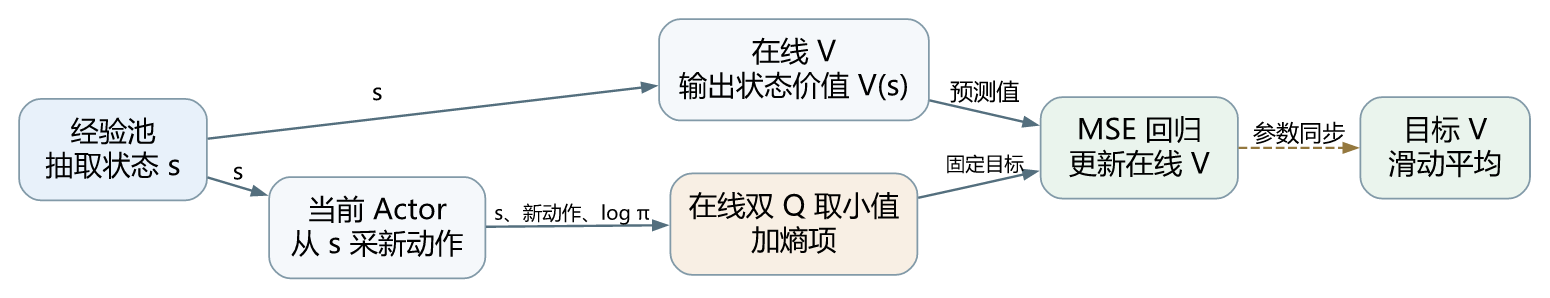 经验池
抽取状态 s
s
s
当前 Actor
从 s 采新动作
在线 V
输出状态价值 V(s)
s、新动作、log π
在线双 Q 取小值
加熵项
预测值
固定目标
MSE 回归
更新在线 V
参数同步
目标 V
滑动平均